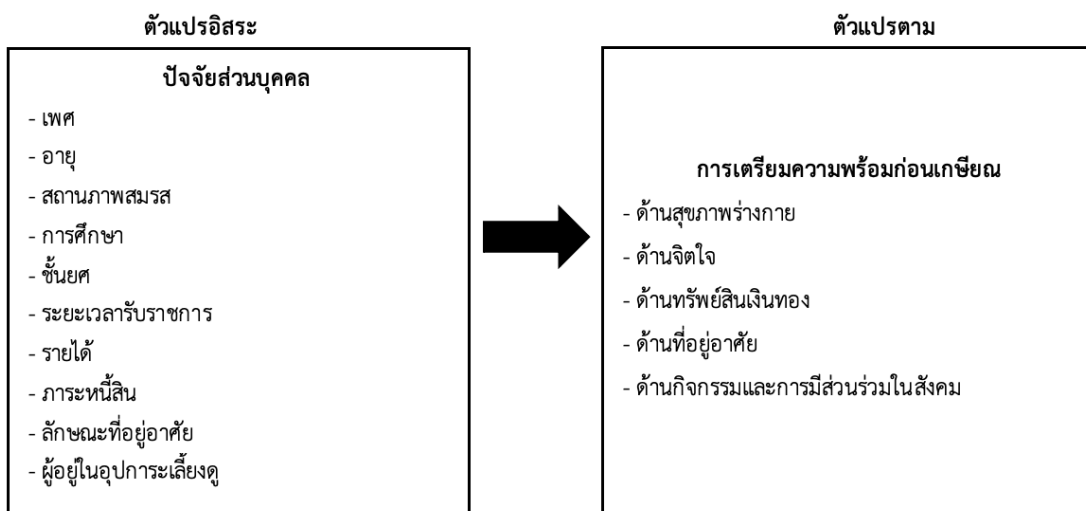 ตัวแปรอิสระ
ปัจจัยส่วนบุคคล
- เพศ
- อายุ
- สถานภาพสมรส
- การศึกษา
- ชั้นยศ
- ระยะเวลารับราชการ
- รายได้
- ภาระหนี้สิน
- ลักษณะที่อยู่อาศัย
- ผู้อยู่ในอุปการะเลี้ยงดู
ตัวแปรตาม
การเตรียมความพร้อมก่อนเกษียณ
- ด้านสุขภาพร่างกาย
- ด้านจิตใจ
- ด้านทรัพย์สินเงินทอง
- ด้านที่อยู่อาศัย
- ด้านกิจกรรมและการมีส่วนร่วมในสังคม